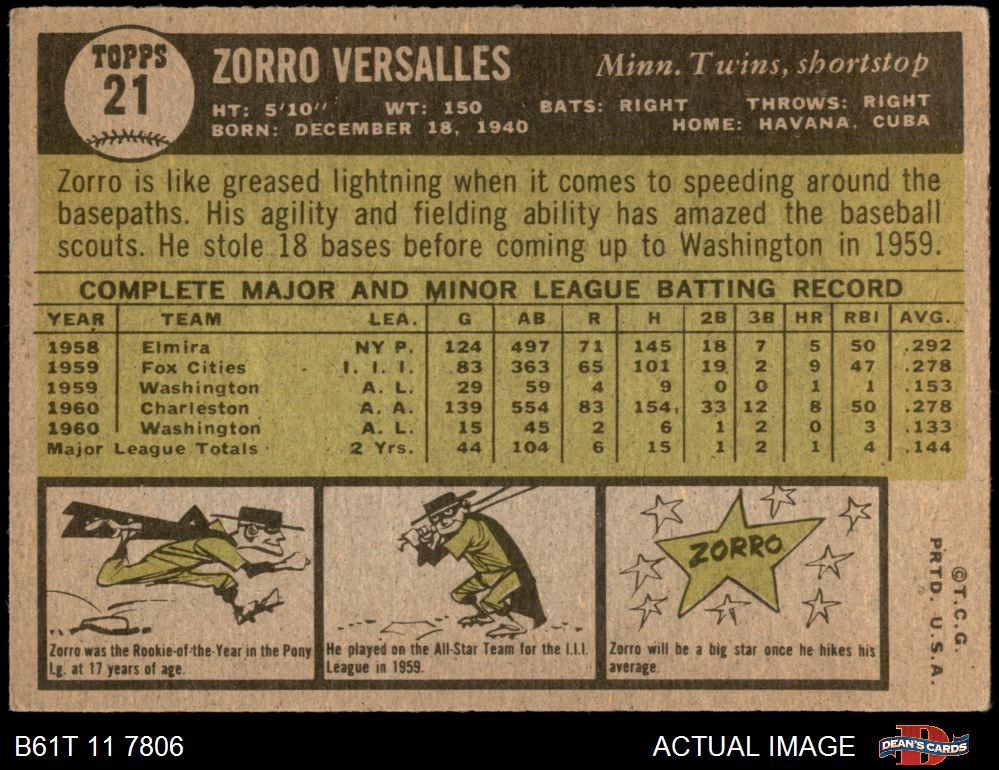 TOPPS
21
ZORRO VERSALLES
Minn. Twins, shortstop
HT: 5'10" WT: 150 BATS: RIGHT THROWS: RIGHT
BORN: DECEMBER 18, 1940 HOME: HAVANA, CUBA
Zorro is like greased lightning when it comes to speeding around the
basepaths. His agility and fielding ability has amazed the baseball
scouts. He stole 18 bases before coming up to Washington in 1959.
COMPLETE MAJOR AND MINOR LEAGUE BATTING RECORD
YEAR TEAM LEA. G AB R H 2B 3B HR RBI AVG.
1958 Elmira NY P. 124 497 71 145 18 7 5 50 .292
1959 Fox Cities I. I. I. 83 363 65 101 19 2 9 47 .278
1959 Washington A. L. 29 59 4 9 0 0 1 1 .153
1960 Charleston A. A. 139 554 83 154 33 12 8 50 .278
1960 Washington A. L. 15 45 2 6 1 2 0 3 .133
Major League Totals 2 Yrs. 44 104 6 15 1 2 1 4 .144
Zorro was the Rookie-of-the-Year in the Pony
Lg. at 17 years of age.
He played on the All-Star Team for the I.I.I.
League in 1959.
ZORRO
Zorro will be a big star once he hikes his
average.
©T.C.G.
PRTD. U.S.A.
B61T 11 7806
ACTUAL IMAGE
D
DEAN'S CARDS